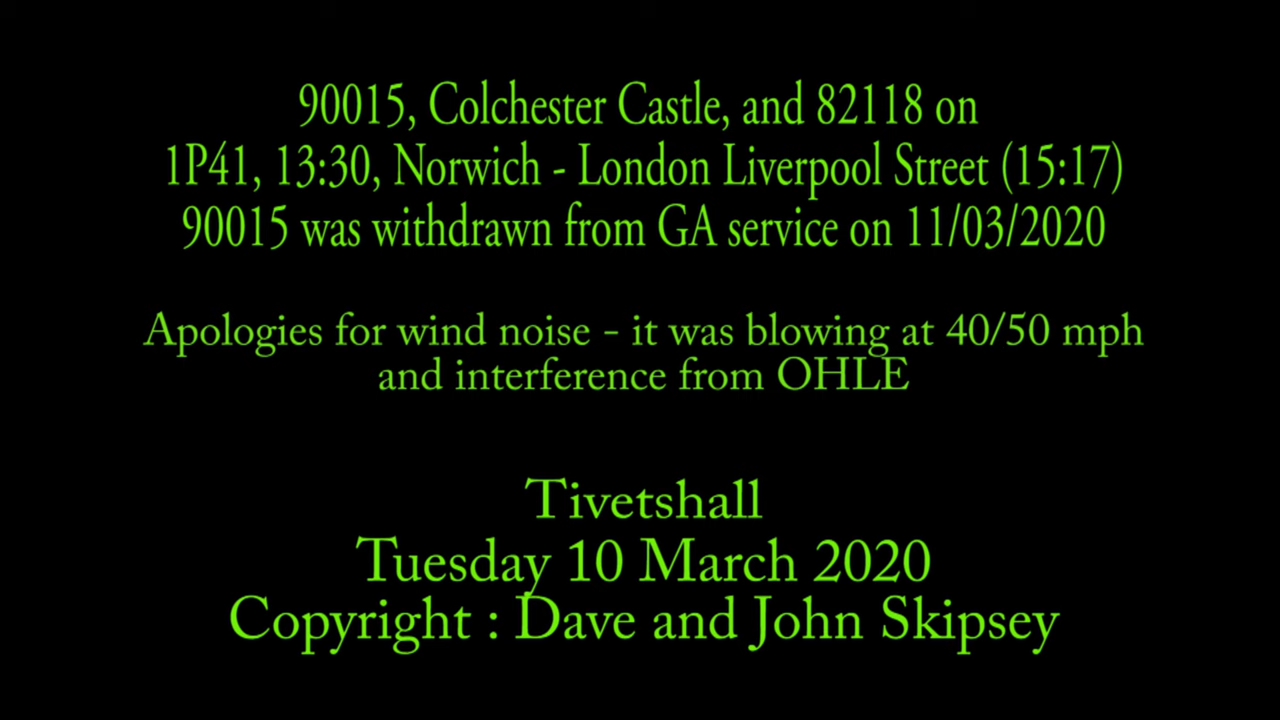 90015, Colchester Castle, and 82118 on
1P41, 13:30, Norwich - London Liverpool Street (15:17)
90015 was withdrawn from GA service on 11/03/2020
Apologies for wind noise - it was blowing at 40/50 mph
and interference from OHLE
Tivetshall
Tuesday 10 March 2020
Copyright : Dave and John Skipsey